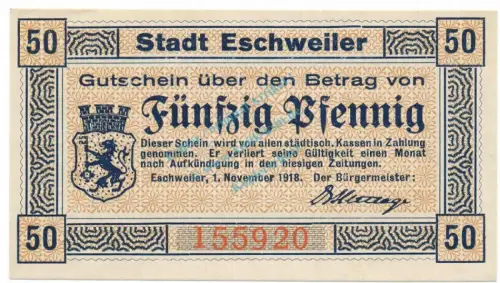 50 Stadt Eschweiler 50
Gutschein über den Betrag von
Fünfzig Pfennig
Dieser Schein wird von allen städtisch. Kassen in Zahlung
genommen. Er verliert seine Gültigkeit einen Monat
nach Aufkündigung in den hiesigen Zeitungen.
Eschweiler, 1. November 1918. Der Bürgermeister:
50 155920 50